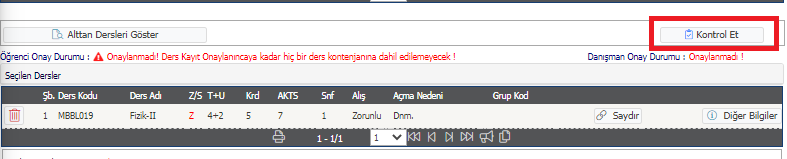 Alttan Dersleri Göster Kontrol Et
Öğrenci Onay Durumu : Onaylanmadı! Ders Kayıt Onaylanıncaya kadar hiç bir ders kontenjanına dahil edilemeyecek ! Danışman Onay Durumu : Onaylanmadı !
Seçilen Dersler
Şb. Ders Kodu Ders Adı Z/S T+U Krd AKTS Snf Alış Açma Nedeni Grup Kod
1 MBBL019 Fizik-II Z 4+2 5 7 1 Zorunlu Dnm. Saydır Diğer Bilgiler
1 - 1/1 1